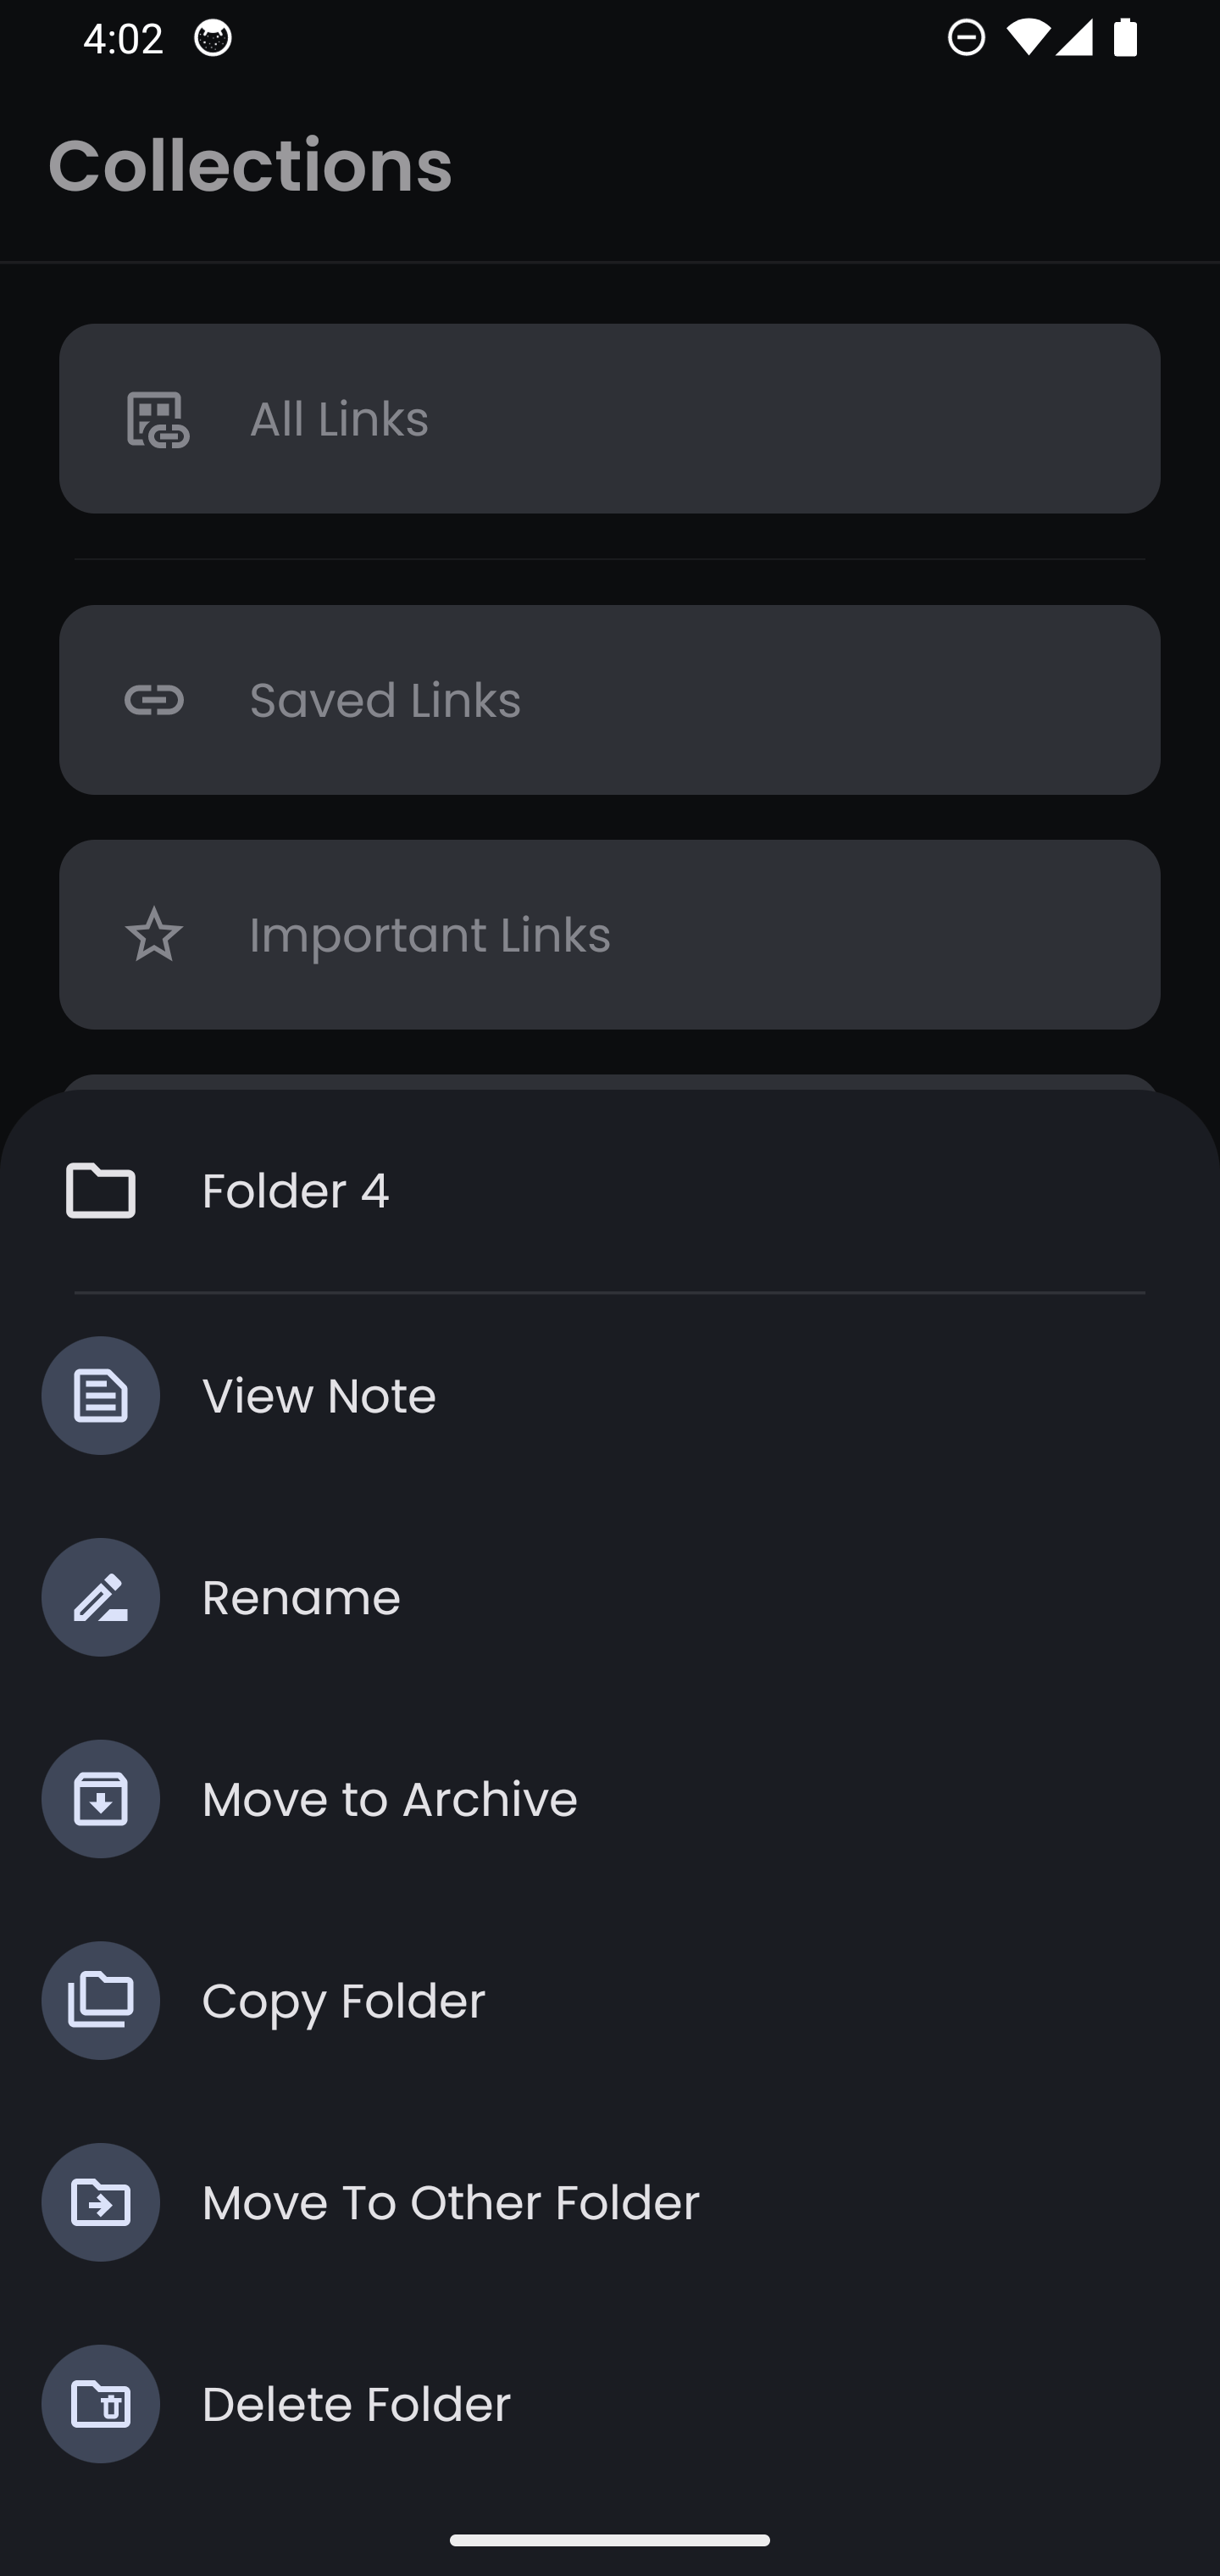 4:02
Collections
All Links
Saved Links
Important Links
Folder 4
View Note
Rename
Move to Archive
Copy Folder
Move To Other Folder
Delete Folder